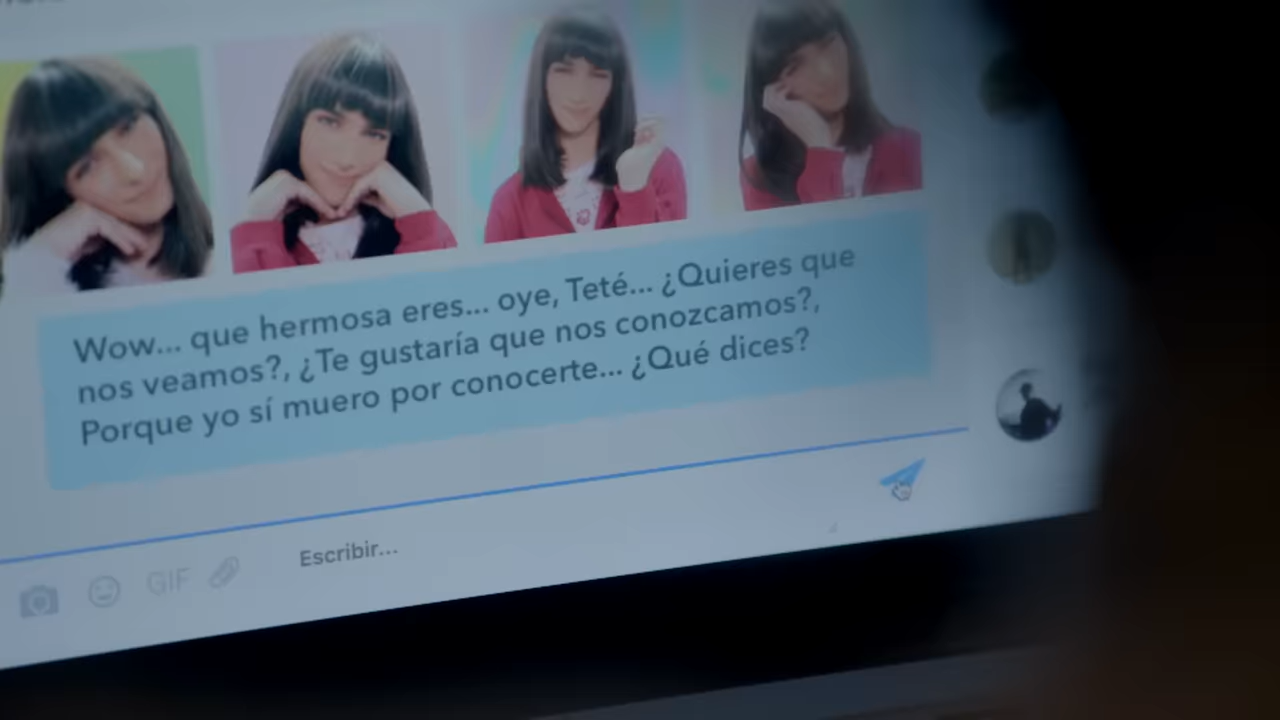 Wow... que hermosa eres... oye, Teté... ¿Quieres que
nos veamos?, ¿Te gustaría que nos conozcamos?,
Porque yo sí muero por conocerte... ¿Qué dices?
GIF
Escribir...